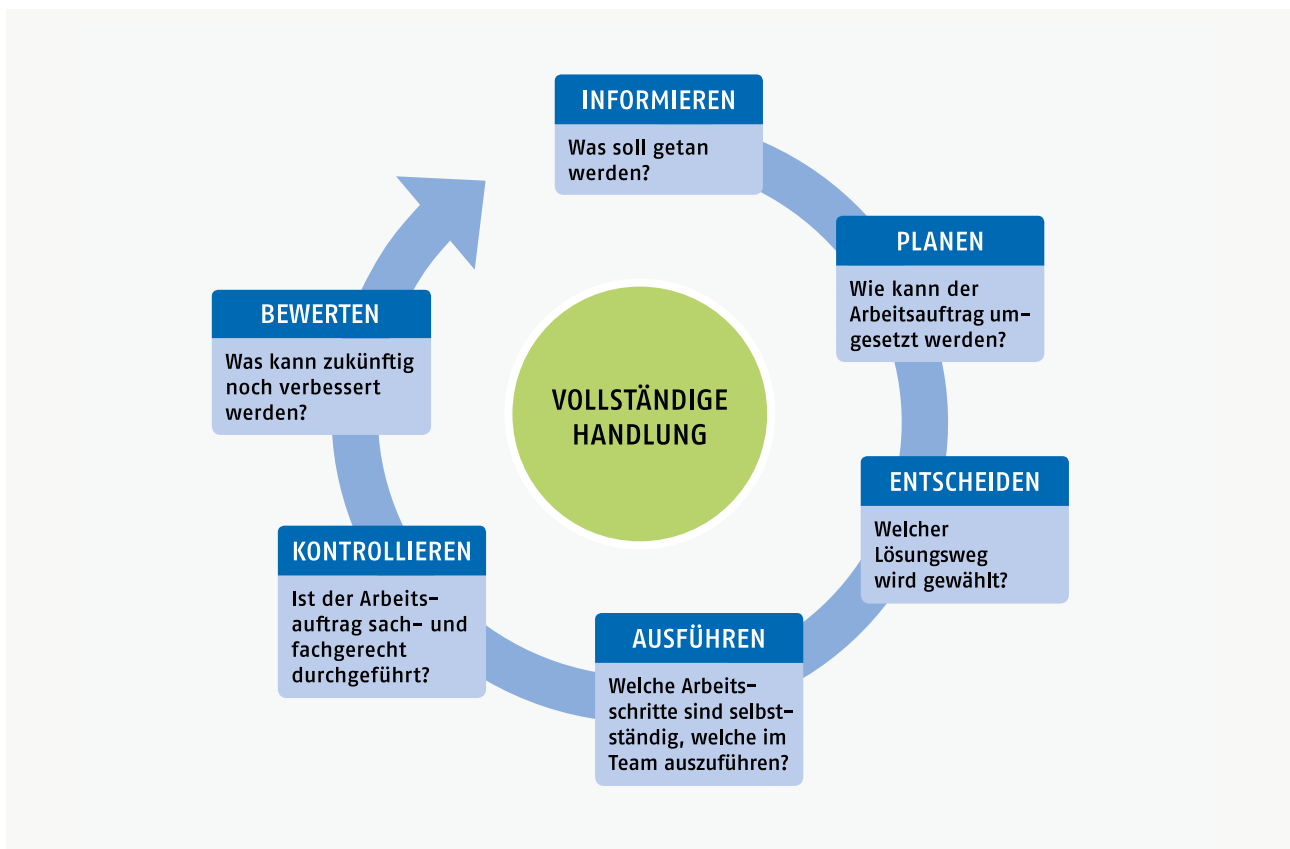 INFORMIEREN
Was soll getan
werden?
PLANEN
Wie kann der
Arbeitsauftrag um-
gesetzt werden?
ENTSCHEIDEN
Welcher
Lösungsweg
wird gewählt?
AUSFÜHREN
Welche Arbeits-
schritte sind selbst-
ständig, welche im
Team auszuführen?
KONTROLLIEREN
Ist der Arbeits-
auftrag sach- und
fachgerecht
durchgeführt?
BEWERTEN
Was kann zukünftig
noch verbessert
werden?
VOLLSTÄNDIGE
HANDLUNG